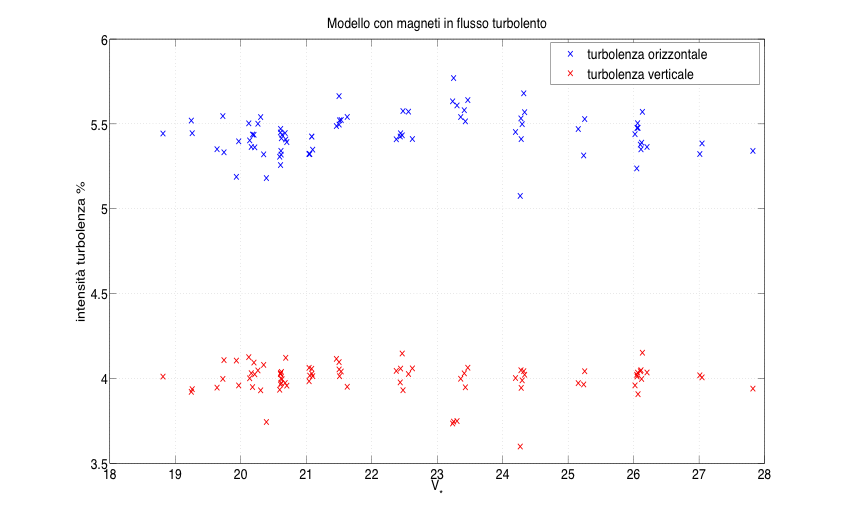 Modello con magneti in flusso turbolento
turbolenza orizzontale
turbolenza verticale
intensità turbolenza %
6
5.5
5
4.5
4
3.5
18 19 20 21 22 23 24 25 26 27 28
V*